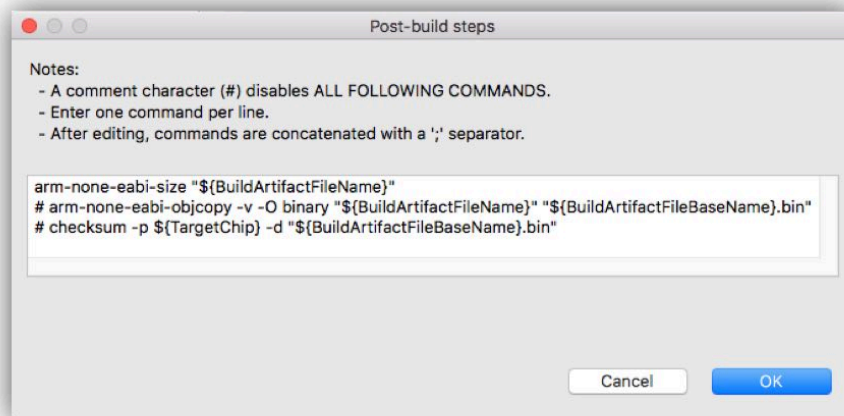 Post-build steps
Notes:
- A comment character (#) disables ALL FOLLOWING COMMANDS.
- Enter one command per line.
- After editing, commands are concatenated with a ';' separator.
arm-none-eabi-size "${BuildArtifactFileName}"
# arm-none-eabi-objcopy -v -O binary "${BuildArtifactFileName}" "${BuildArtifactFileBaseName}.bin"
# checksum -p ${TargetChip} -d "${BuildArtifactFileBaseName}.bin"
Cancel OK